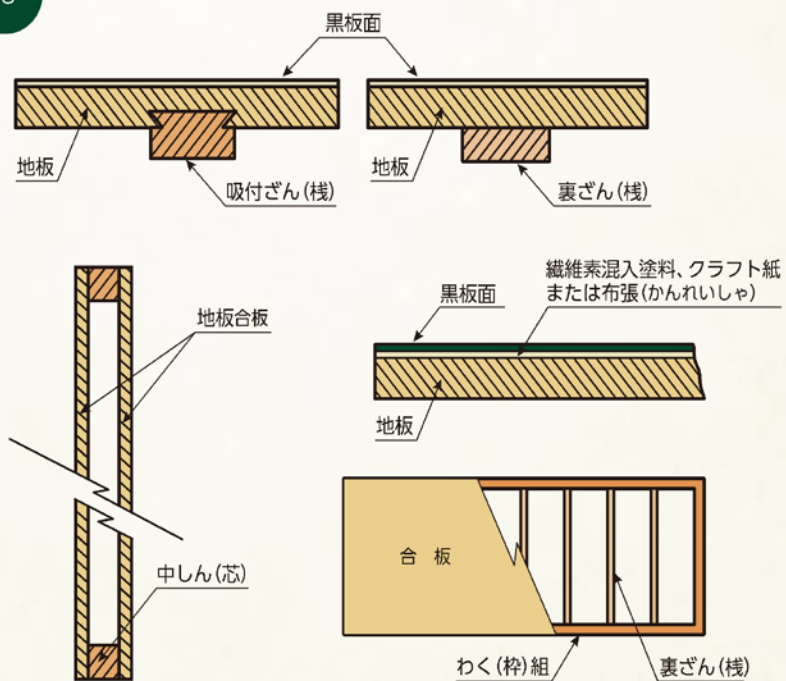 黒板面
地板
吸付ざん(桟)
地板
裏ざん(桟)
地板合板
中しん(芯)
繊維素混入塗料、クラフト紙
または布張(かんれいしゃ)
黒板面
地板
合 板
わく(枠)組
裏ざん(桟)